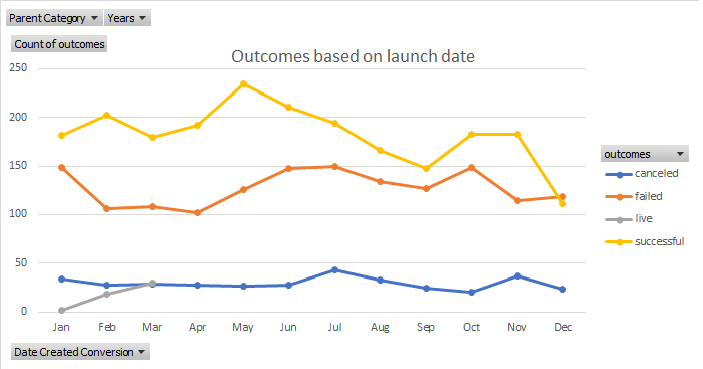 Parent Category Years
Count of outcomes
Outcomes based on launch date
250
200
150
100
50
0
Jan Feb Mar Apr May Jun Jul Aug Sep Oct Nov Dec
outcomes
canceled
failed
live
successful
Date Created Conversion